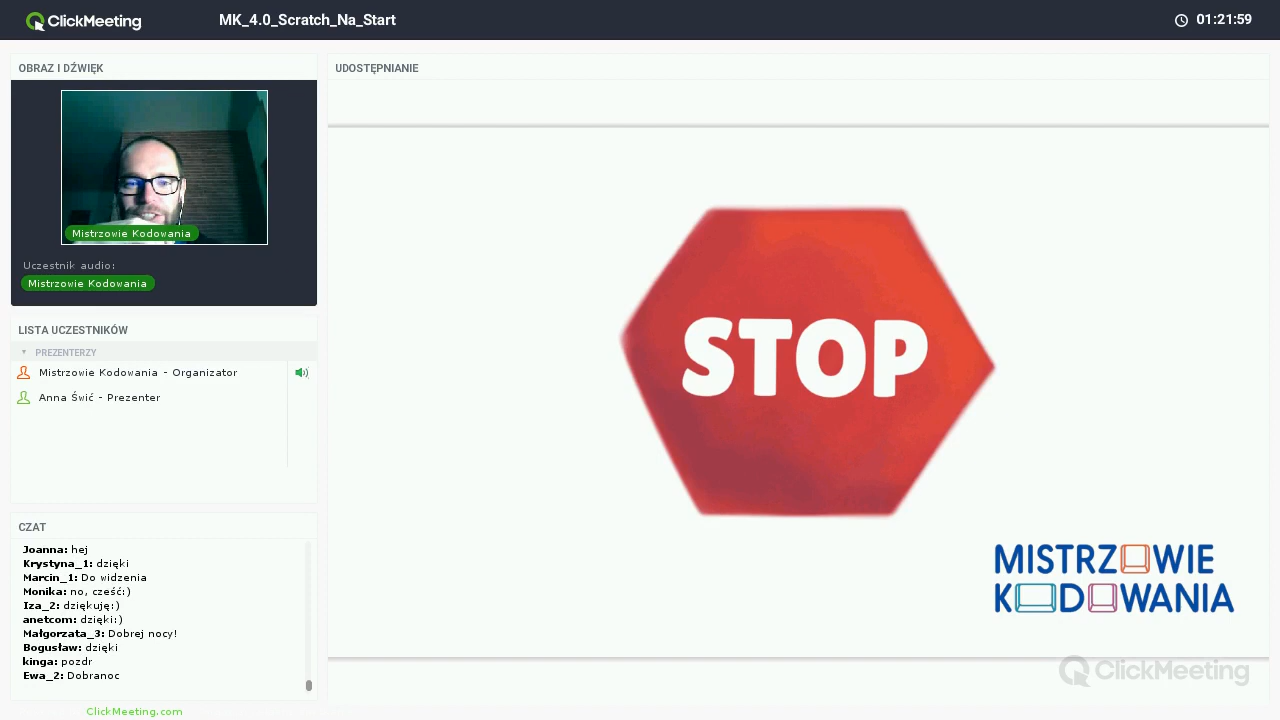 ClickMeeting
MK_4.0_Scratch_Na_Start
01:21:59
OBRAZ I DŹWIĘK
Mistrzowie Kodowania
Uczestnik audio:
Mistrzowie Kodowania
LISTA UCZESTNIKÓW
PREZENTERZY
Mistrzowie Kodowania - Organizator
Anna Świć - Prezenter
CZAT
Joanna: hej
Krystyna_1: dzięki
Marcin_1: Do widzenia
Monika: no, cześć:)
Iza_2: dziękuję:)
anetcom: dzięki:)
Małgorzata_3: Dobrej nocy!
Bogusław: dzięki
kinga: pozdr
Ewa_2: Dobranoc
ClickMeeting.com
UDOSTĘPNIANIE
STOP
MISTRZOWIE
KODOWANIA
ClickMeeting